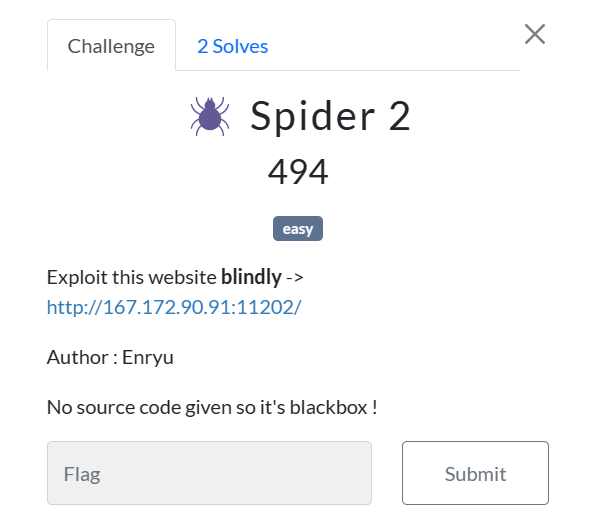 Challenge 2 Solves
Spider 2
494
easy
Exploit this website blindly ->
http://167.172.90.91:11202/
Author : Enryu
No source code given so it's blackbox !
Flag Submit